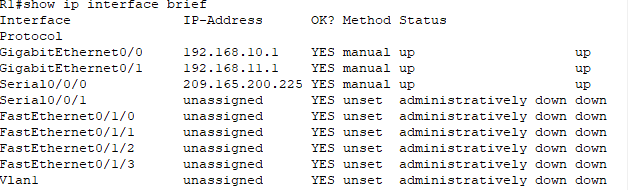 R1#show ip interface brief
Interface IP-Address OK? Method Status
Protocol
GigabitEthernet0/0 192.168.10.1 YES manual up up
GigabitEthernet0/1 192.168.11.1 YES manual up up
Serial0/0/0 209.165.200.225 YES manual up up
Serial0/0/1 unassigned YES unset administratively down down
FastEthernet0/1/0 unassigned YES unset administratively down down
FastEthernet0/1/1 unassigned YES unset administratively down down
FastEthernet0/1/2 unassigned YES unset administratively down down
FastEthernet0/1/3 unassigned YES unset administratively down down
Vlan1 unassigned YES unset administratively down down